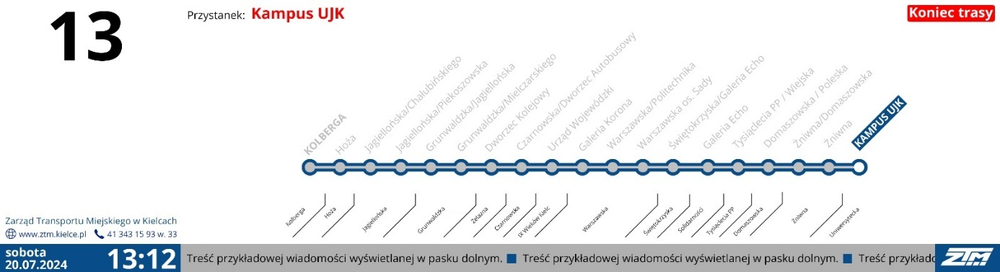 13
Przystanek: Kampus UJK
Koniec trasy
KOLBERGA
Hoża
Jagiellońska/Chałubińskiego
Jagiellońska/Piekoszowska
Grunwaldzka/Jagiellońska
Grunwaldzka/Mielczarskiego
Dworzec Kolejowy
Czarnowska/Dworzec Autobusowy
Urząd Wojewódzki
Galeria Korona
Warszawska/Politechnika
Warszawska os. Sady
Świętokrzyska/Galeria Echo
Galeria Echo
Tysiąclecia PP / Wiejska
Domaszowska / Poleska
Żniwna/Domaszowska
Żniwna
KAMPUS UJK
Kolberga
Hoża
Jagiellońska
Grunwaldzka
Żelazna
Czarnowska
IX Wieków Kielc
Warszawska
Świętokrzyska
Solidarności
Tysiąclecia PP
Domaszowska
Żniwna
Uniwersytecka
Zarząd Transportu Miejskiego w Kielcach
www.ztm.kielce.pl 41 343 15 93 w. 33
sobota
20.07.2024
13:12
Treść przykładowej wiadomości wyświetlanej w pasku dolnym. Treść przykładowej wiadomości wyświetlanej w pasku dolnym. Treść przykłado
ZTM